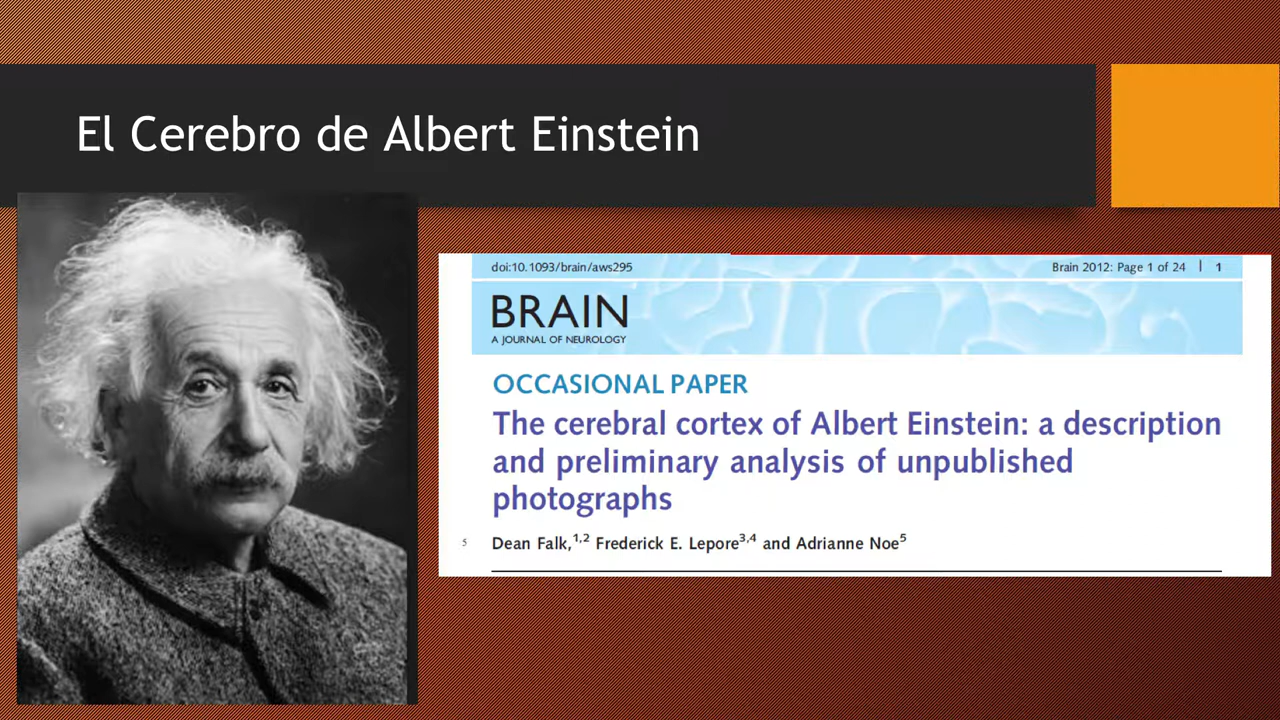 El Cerebro de Albert Einstein
doi:10.1093/brain/aws295
Brain 2012: Page 1 of 24 | 1
BRAIN
A JOURNAL OF NEUROLOGY
OCCASIONAL PAPER
The cerebral cortex of Albert Einstein: a description
and preliminary analysis of unpublished
photographs
5 Dean Falk,1,2 Frederick E. Lepore3,4 and Adrianne Noe5